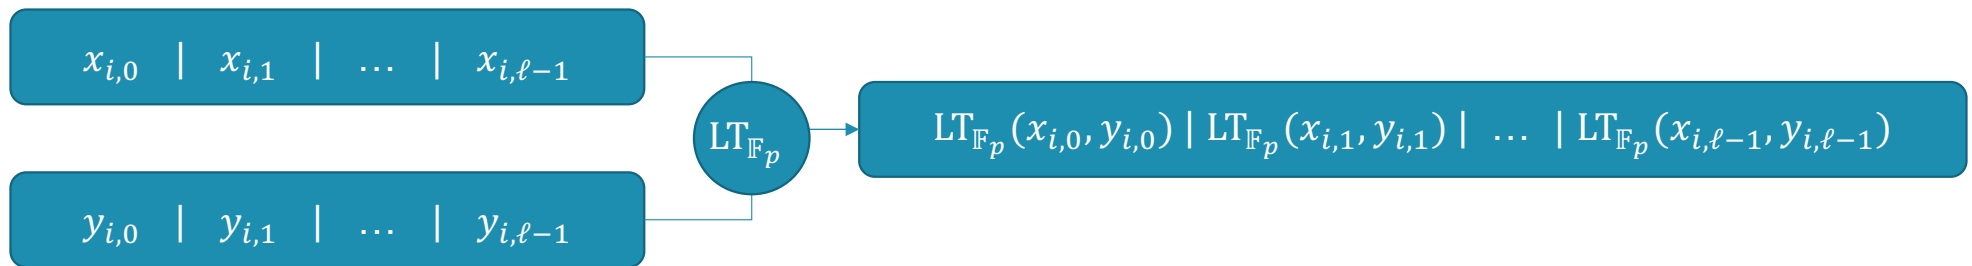 x_{i,0} | x_{i,1} | … | x_{i,ℓ−1}
LT_{𝔽_p}
LT_{𝔽_p}(x_{i,0}, y_{i,0}) | LT_{𝔽_p}(x_{i,1}, y_{i,1}) | … | LT_{𝔽_p}(x_{i,ℓ−1}, y_{i,ℓ−1})
y_{i,0} | y_{i,1} | … | y_{i,ℓ−1}